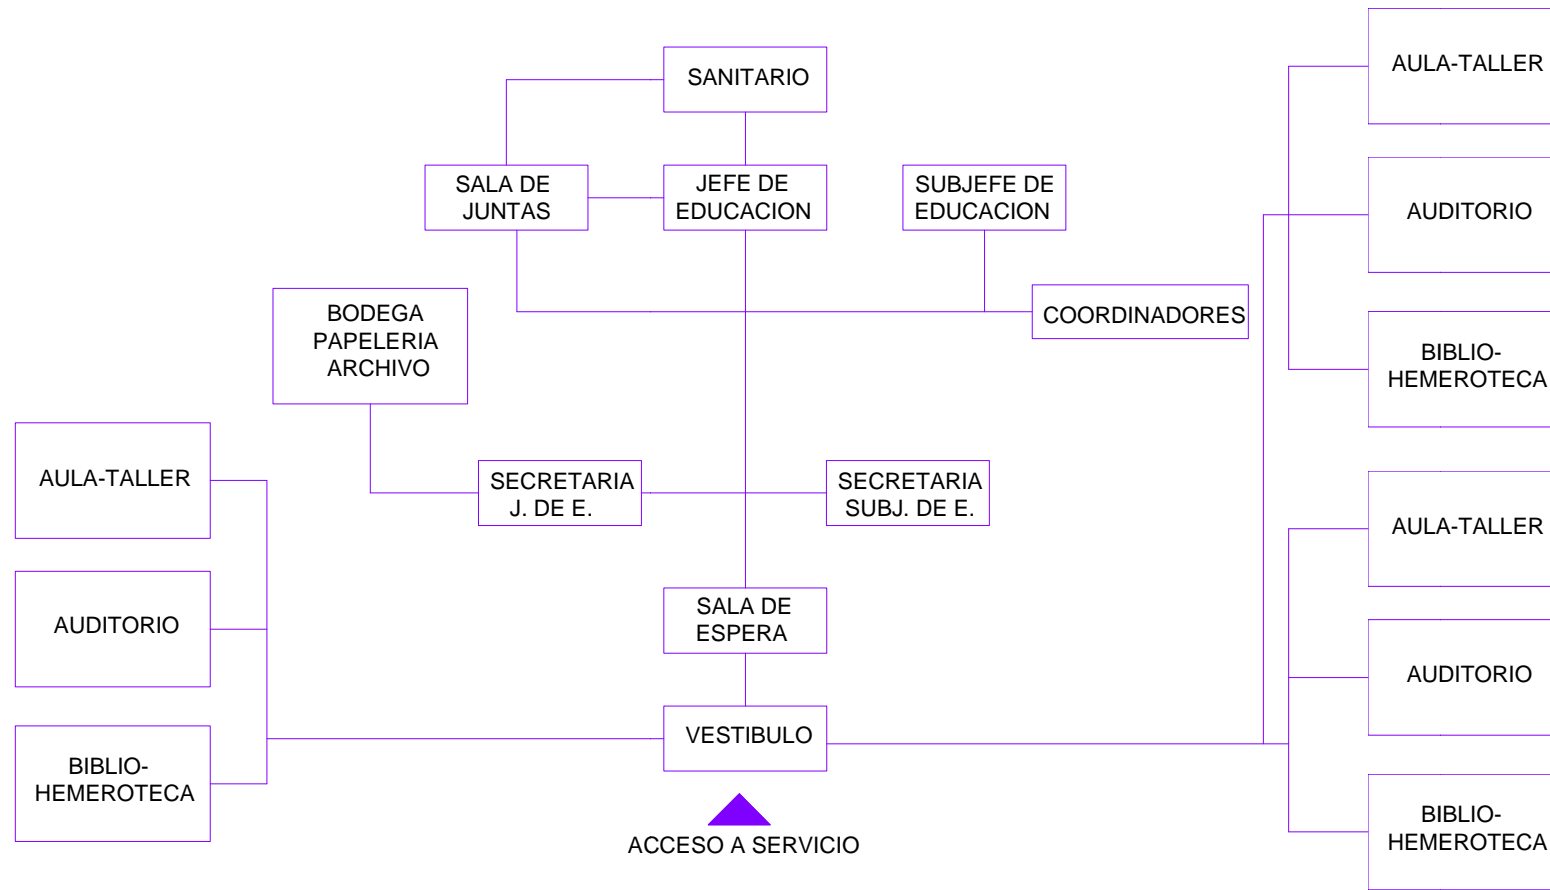 SANITARIO
AULA-TALLER
SALA DE
JUNTAS
JEFE DE
EDUCACION
SUBJEFE DE
EDUCACION
AUDITORIO
BODEGA
PAPELERIA
ARCHIVO
COORDINADORES
BIBLIO-
HEMEROTECA
AULA-TALLER
SECRETARIA
J. DE E.
SECRETARIA
SUBJ. DE E.
AULA-TALLER
AUDITORIO
SALA DE
ESPERA
AUDITORIO
BIBLIO-
HEMEROTECA
VESTIBULO
BIBLIO-
HEMEROTECA
ACCESO A SERVICIO